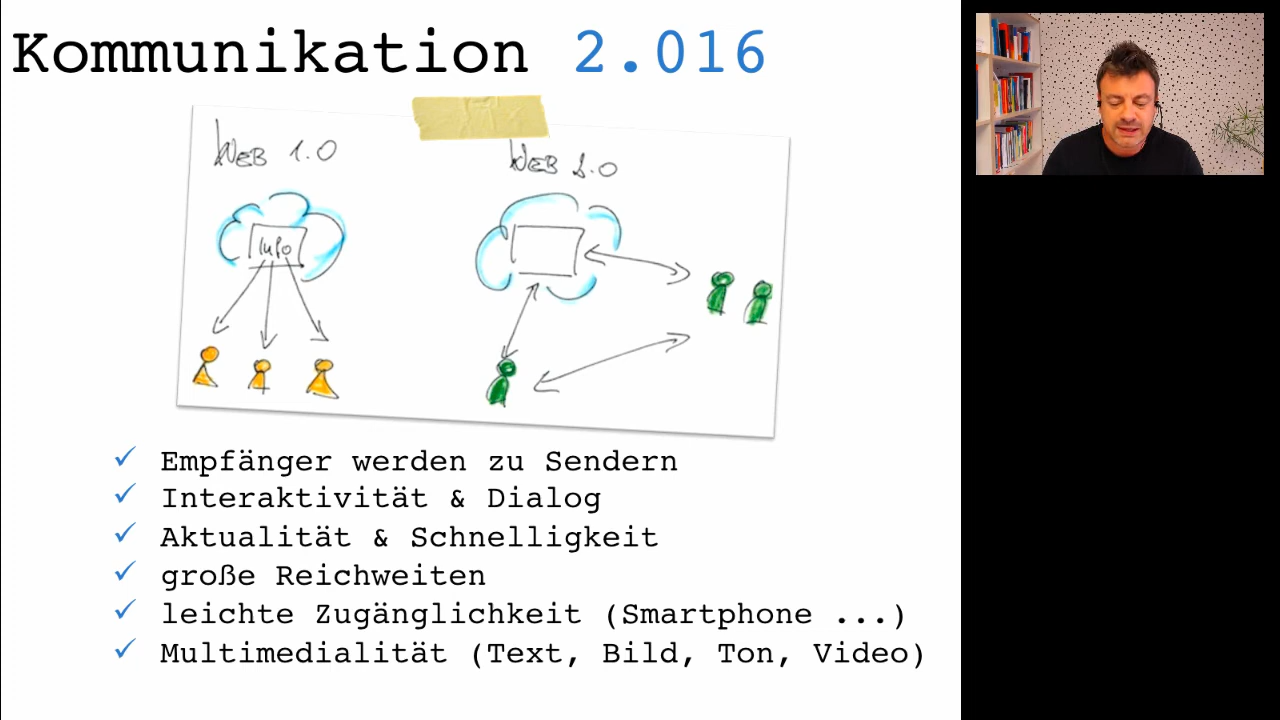 Kommunikation 2.016
WEB 1.0
WEB 2.0
Info
Empfänger werden zu Sendern
Interaktivität & Dialog
Aktualität & Schnelligkeit
große Reichweiten
leichte Zugänglichkeit (Smartphone ...)
Multimedialität (Text, Bild, Ton, Video)